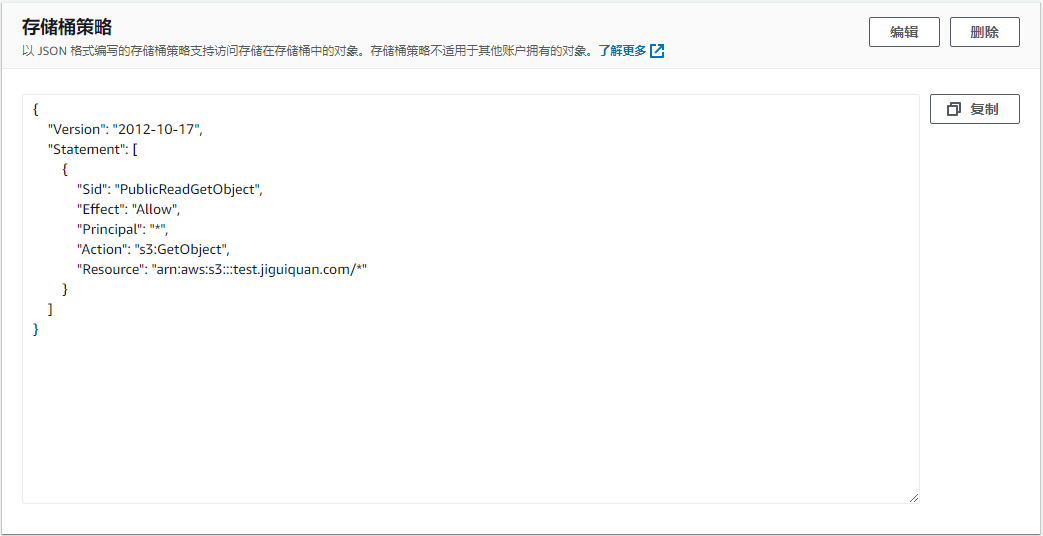 存储桶策略
以 JSON 格式编写的存储桶策略支持访问存储在存储桶中的对象。存储桶策略不适用于其他账户拥有的对象。了解更多
编辑
删除
复制
{
"Version": "2012-10-17",
"Statement": [
{
"Sid": "PublicReadGetObject",
"Effect": "Allow",
"Principal": "*",
"Action": "s3:GetObject",
"Resource": "arn:aws:s3:::test.jiguiquan.com/*"
}
]
}